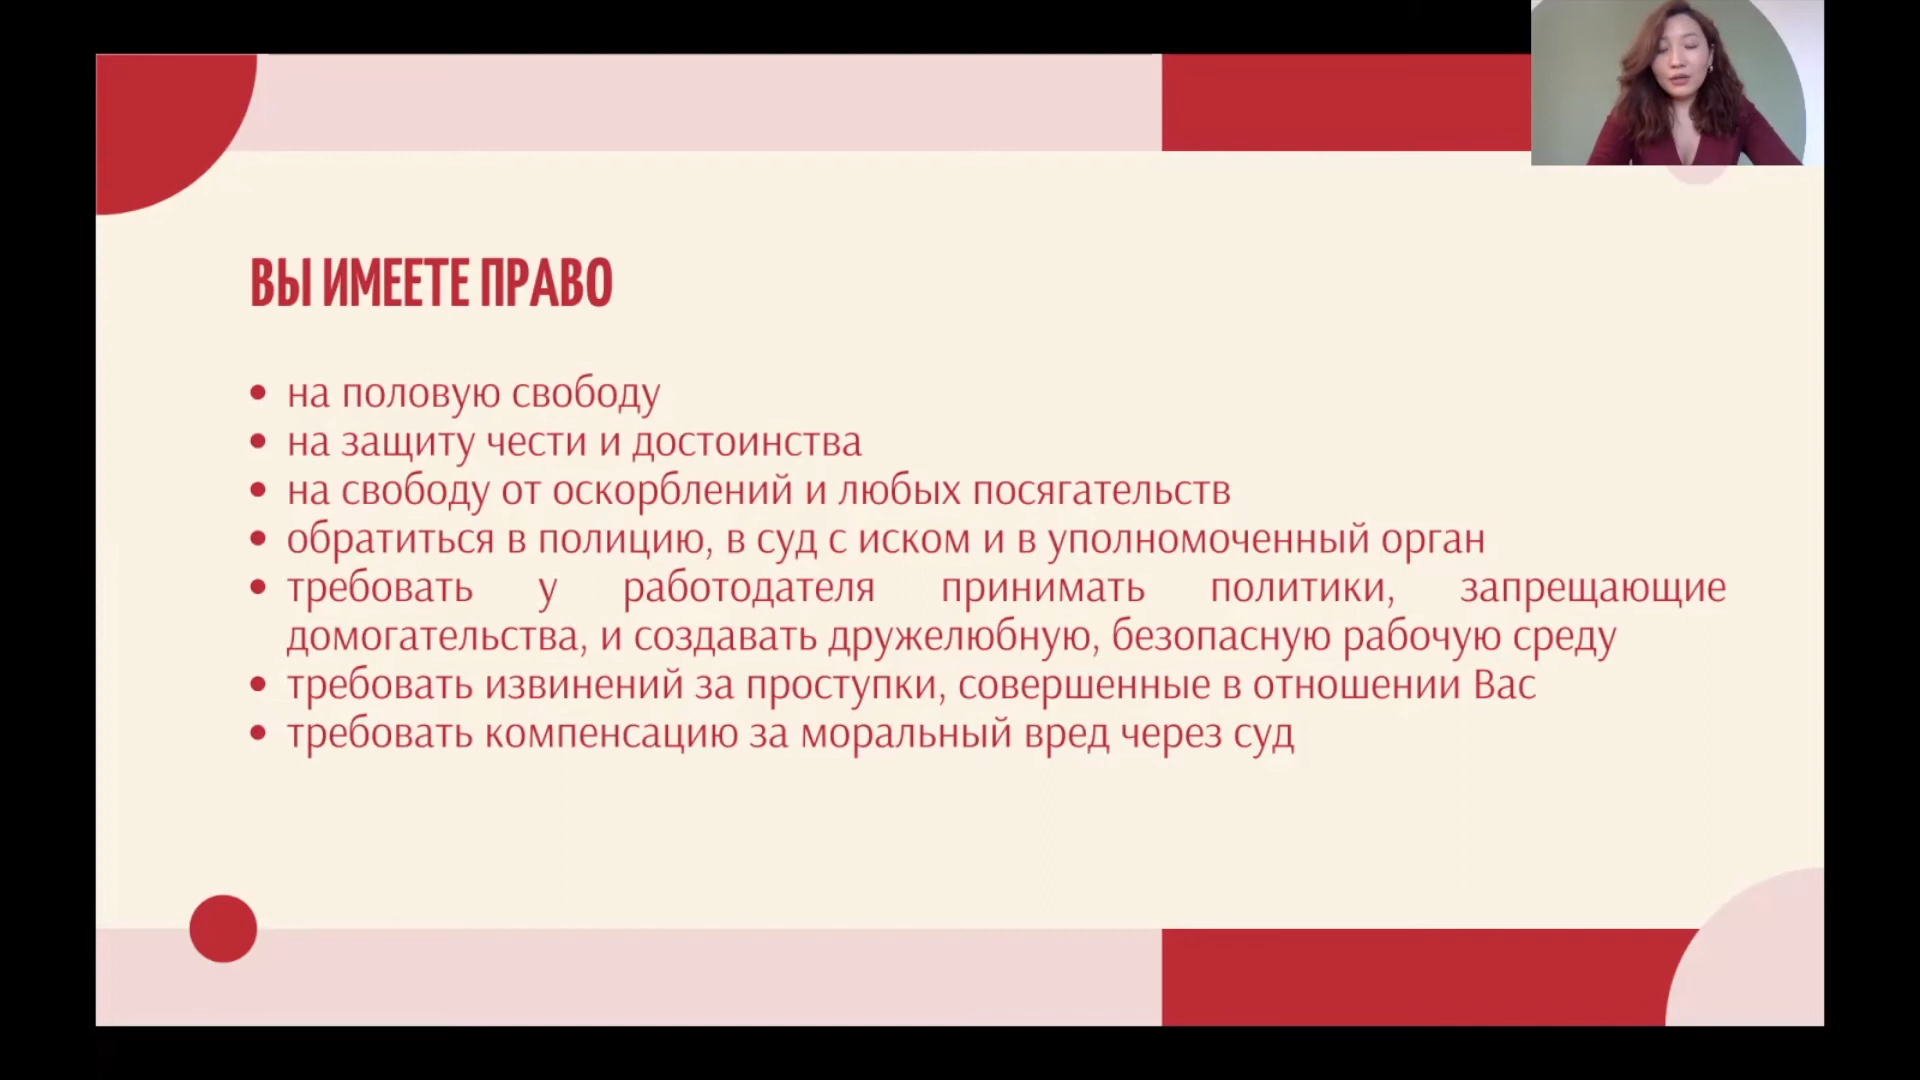 ВЫ ИМЕЕТЕ ПРАВО
• на половую свободу
• на защиту чести и достоинства
• на свободу от оскорблений и любых посягательств
• обратиться в полицию, в суд с иском и в уполномоченный орган
• требовать у работодателя принимать политики, запрещающие
домогательства, и создавать дружелюбную, безопасную рабочую среду
• требовать извинений за проступки, совершенные в отношении Вас
• требовать компенсацию за моральный вред через суд